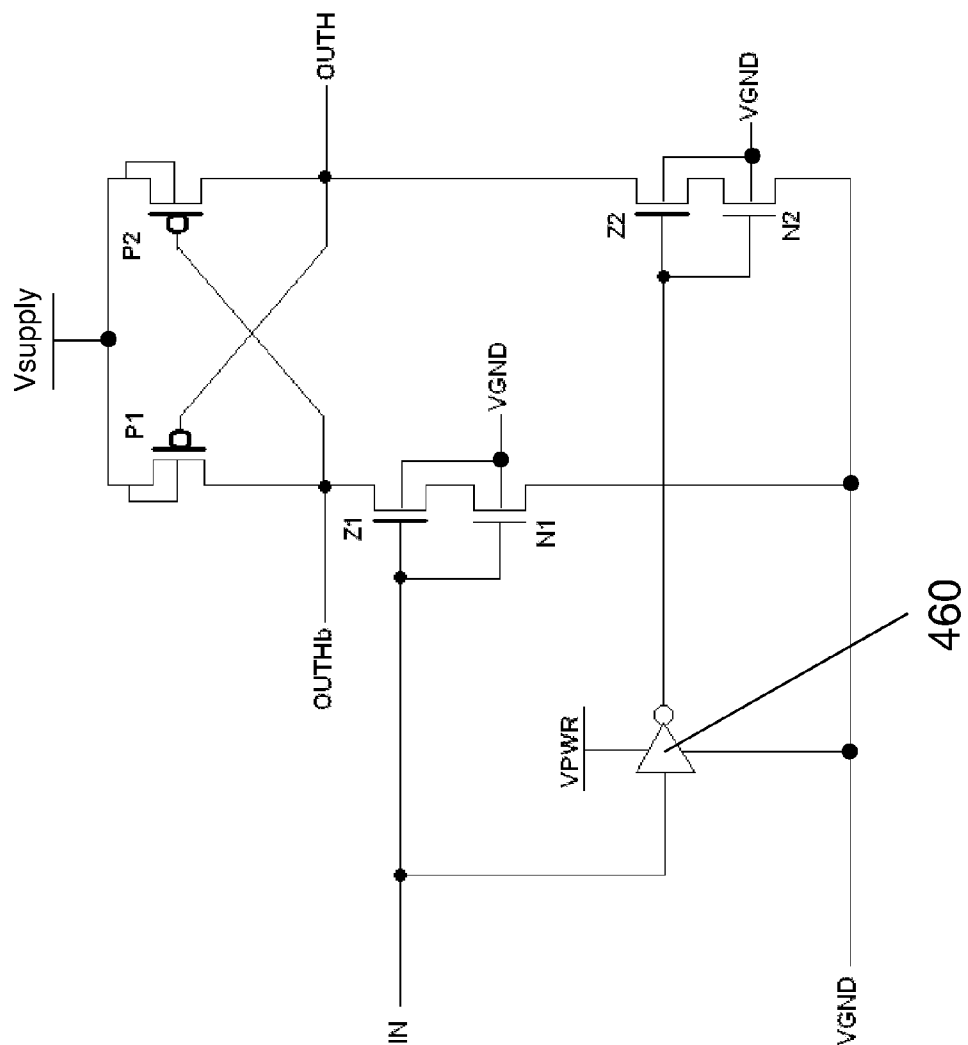 Vsupply
P1
P2
OUTHb
OUTH
Z1
N1
VGND
Z2
N2
VGND
IN
VPWR
460
VGND